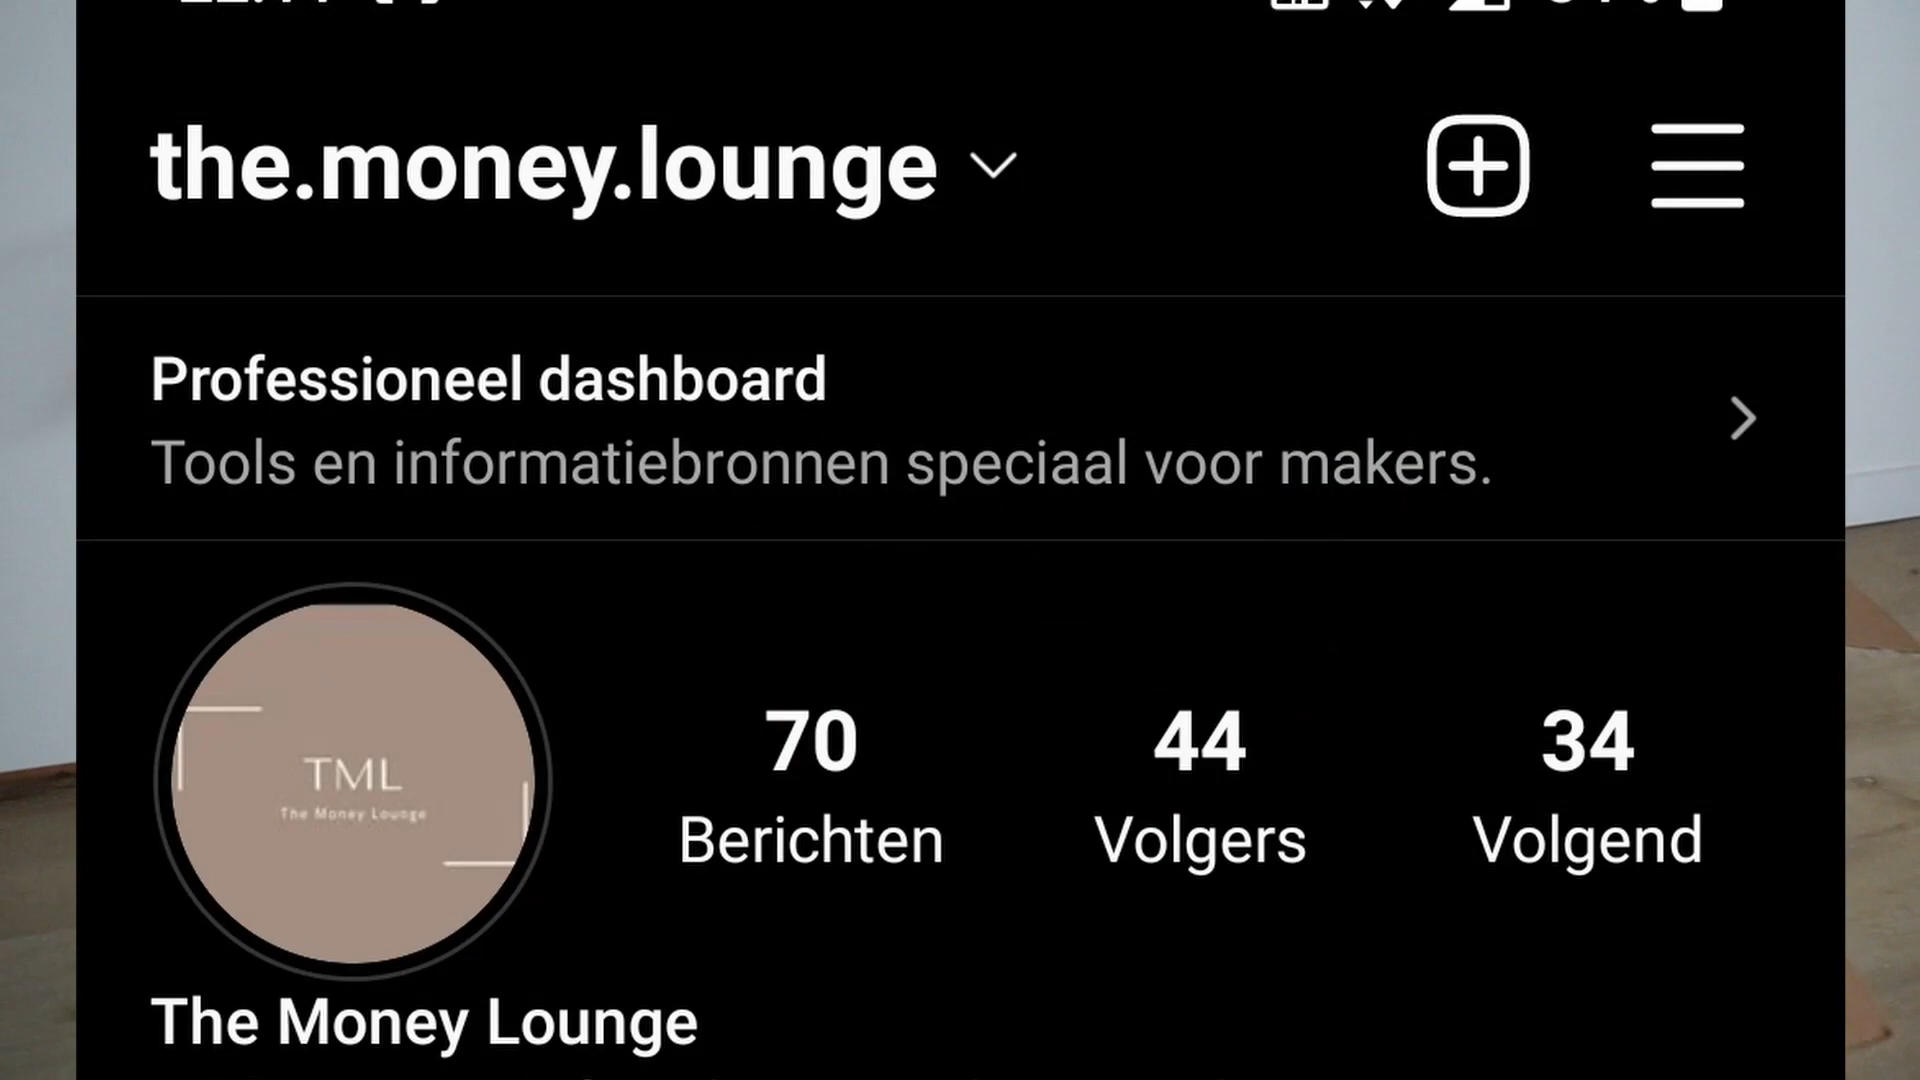 the.money.lounge
Professioneel dashboard
Tools en informatiebronnen speciaal voor makers.
TML
The Money Lounge
70
44
34
Berichten
Volgers
Volgend
The Money Lounge